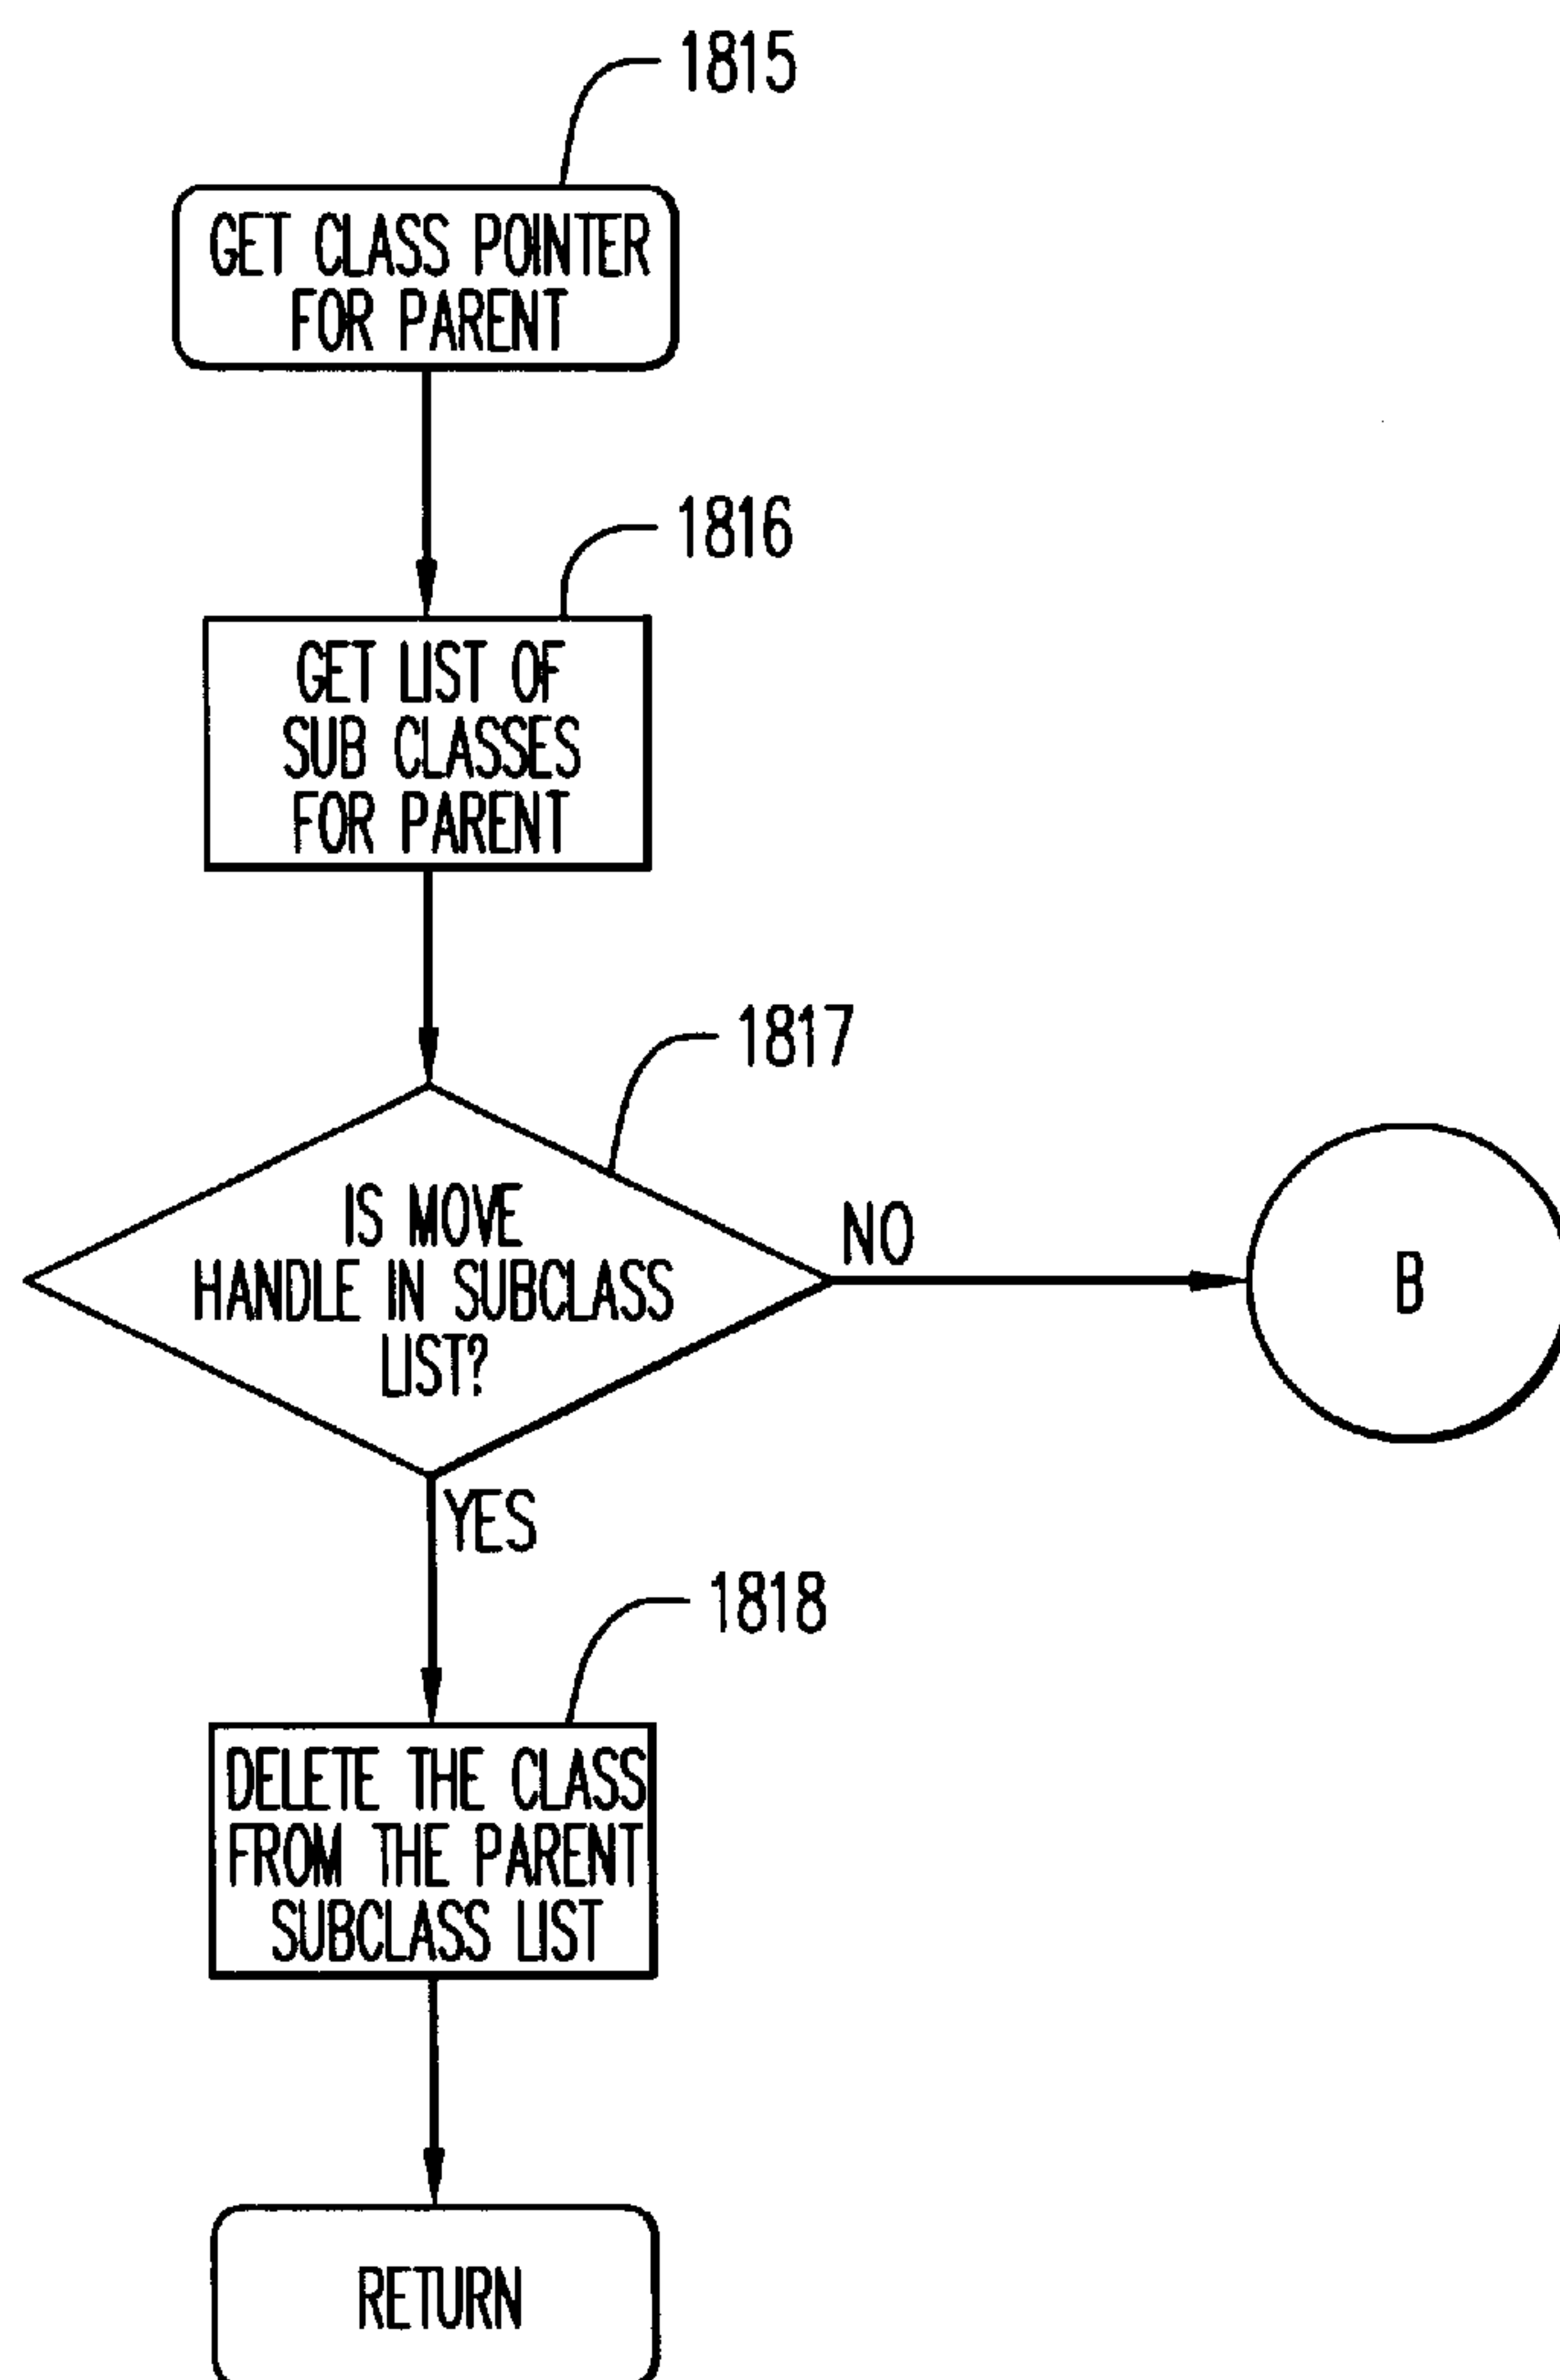 1815
GET CLASS POINTER
FOR PARENT
1816
GET LIST OF
SUB CLASSES
FOR PARENT
1817
IS MOVE
HANDLE IN SUBCLASS
LIST?
NO
B
YES
1818
DELETE THE CLASS
FROM THE PARENT
SUBCLASS LIST
RETURN